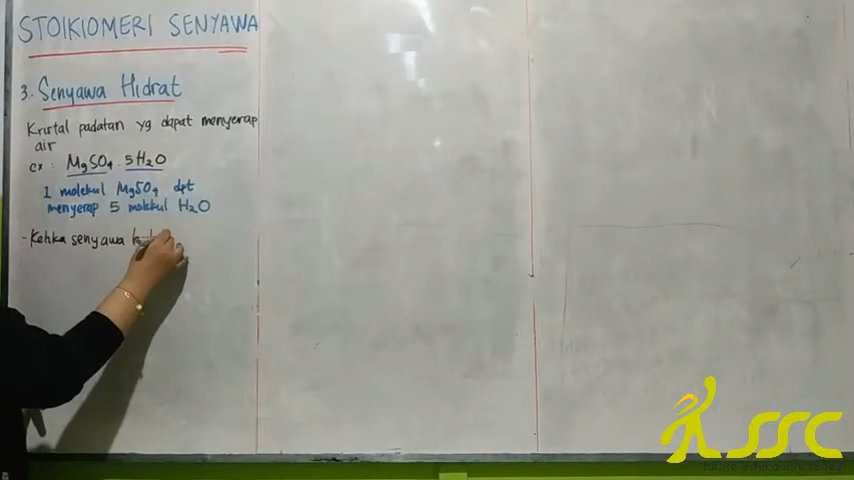 STOIKIOMERI SENYAWA
3. Senyawa Hidrat
Kristal padatan yg dapat menyerap
air
ex : MgSO₄ . 5H₂O
1 molekul MgSO₄ dpt
menyerap 5 molekul H₂O
- Ketika senyawa
SSC